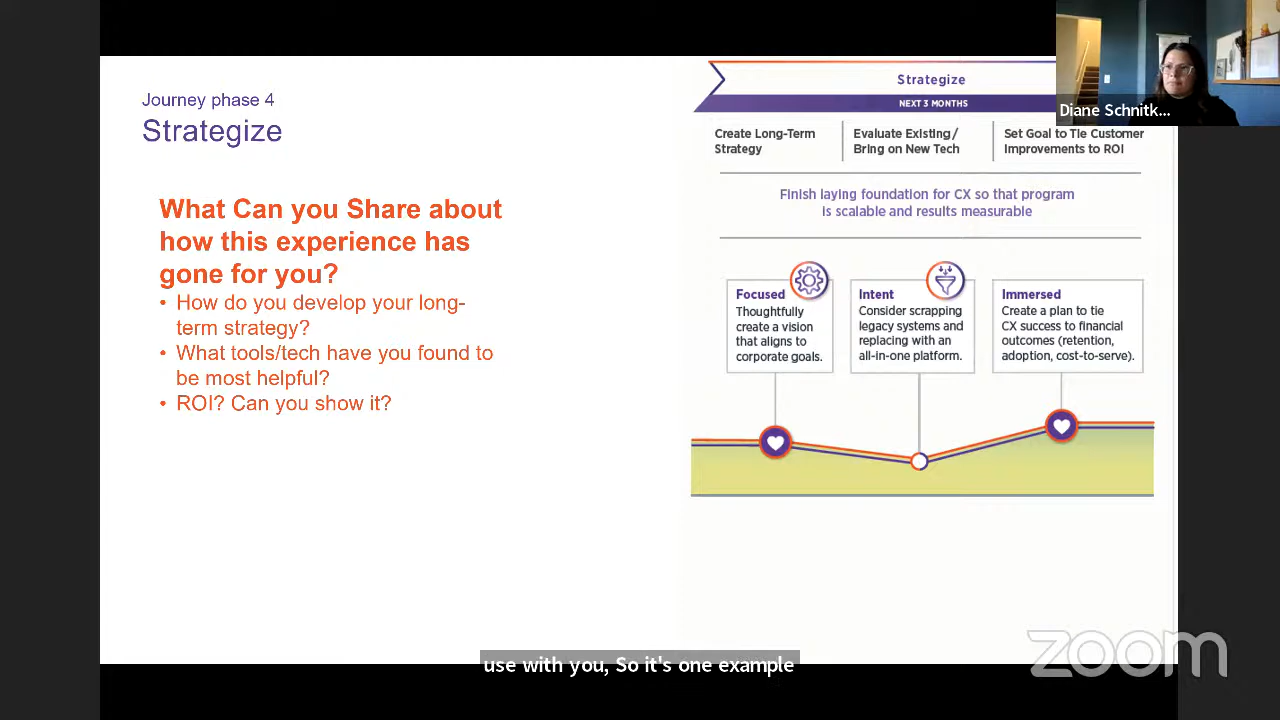 Journey phase 4
Strategize
What Can you Share about
how this experience has
gone for you?
• How do you develop your long-
term strategy?
• What tools/tech have you found to
be most helpful?
• ROI? Can you show it?
Strategize
NEXT 3 MONTHS
Create Long-Term
Strategy
Evaluate Existing/
Bring on New Tech
Set Goal to Tie Customer
Improvements to ROI
Finish laying foundation for CX so that program
is scalable and results measurable
Focused
Thoughtfully
create a vision
that aligns to
corporate goals.
Intent
Consider scrapping
legacy systems and
replacing with an
all-in-one platform.
Immersed
Create a plan to tie
CX success to financial
outcomes (retention,
adoption, cost-to-serve).
Diane Schnitk...
use with you, So it's one example
zoom